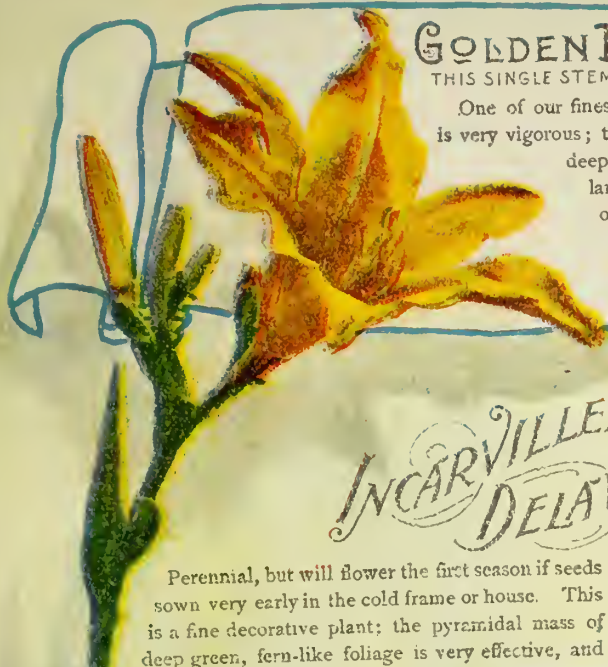 GOLDEN
THIS SINGLE STEM
One of our fines
is very vigorous; t
deep
lar
o
INCARVILLE
DELA
Perennial, but will flower the first season if seeds
sown very early in the cold frame or house. This
is a fine decorative plant; the pyramidal mass of
deep green, fern-like foliage is very effective, and